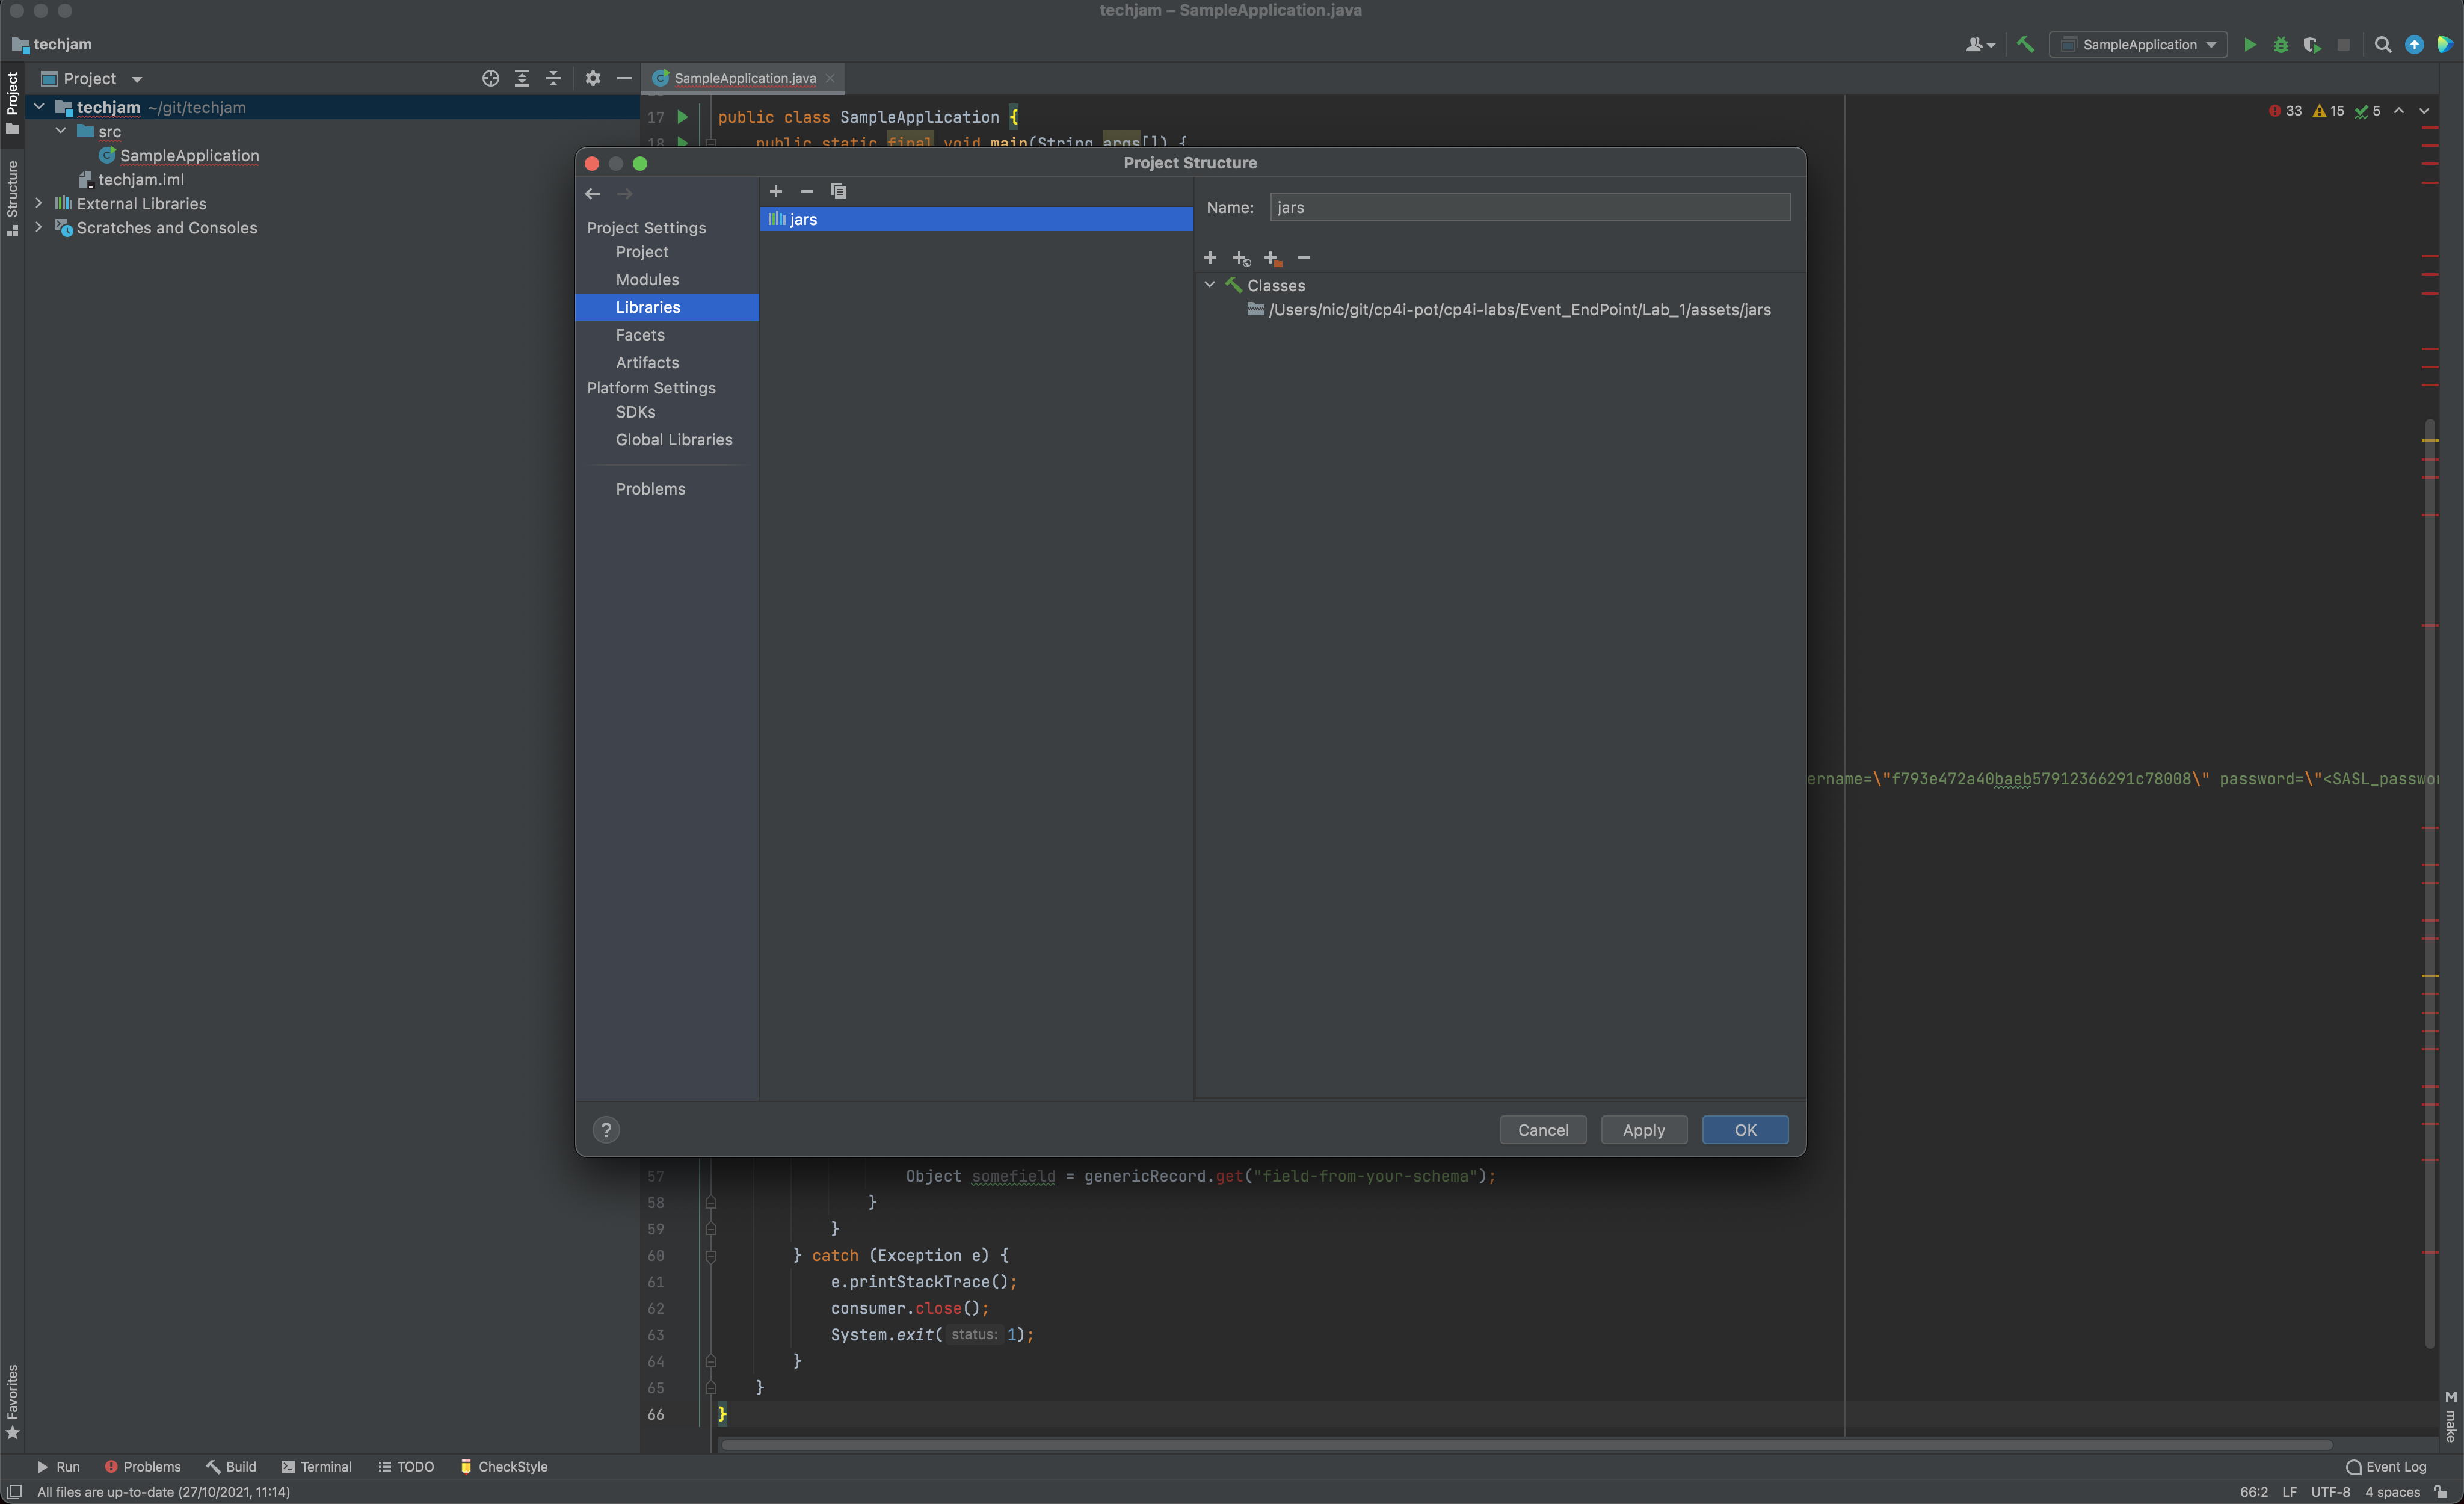 techjam – SampleApplication.java
techjam
SampleApplication
Project
SampleApplication.java
Project
Structure
Favorites
techjam ~/git/techjam
src
SampleApplication
techjam.iml
External Libraries
Scratches and Consoles
33 15 5
17 public class SampleApplication {
18 public static final void main(String args[]) {
Project Structure
Project Settings
Project
Modules
Libraries
Facets
Artifacts
Platform Settings
SDKs
Global Libraries
Problems
jars
Name: jars
Classes
/Users/nic/git/cp4i-pot/cp4i-labs/Event_EndPoint/Lab_1/assets/jars
? Cancel Apply OK
ername=\"f793e472a40baeb57912366291c78008\" password=\"<SASL_passwor
57 Object somefield = genericRecord.get("field-from-your-schema");
58 }
59 }
60 } catch (Exception e) {
61 e.printStackTrace();
62 consumer.close();
63 System.exit( status: 1);
64 }
65 }
66 }
make
Run Problems Build Terminal TODO CheckStyle Event Log
All files are up-to-date (27/10/2021, 11:14) 66:2 LF UTF-8 4 spaces